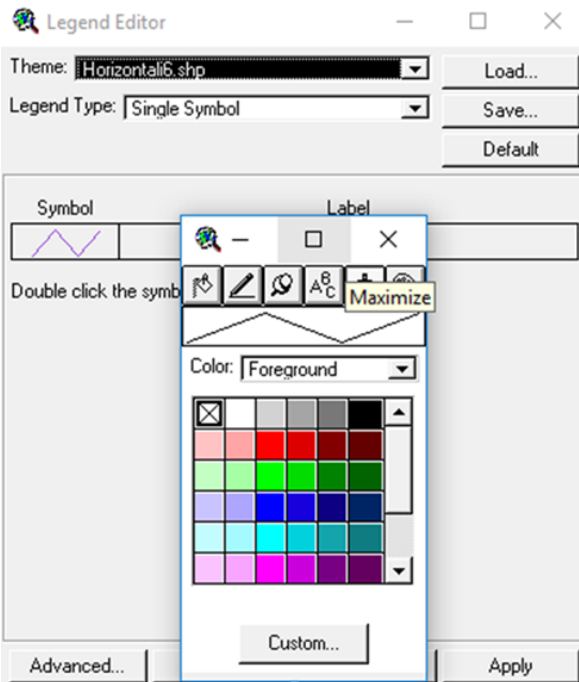 Legend Editor
Theme: Horizontali6.shp
Load...
Legend Type: Single Symbol
Save...
Default
Symbol Label
Double click the symb
A B C
Maximize
Color: Foreground
Custom...
Advanced...
Apply